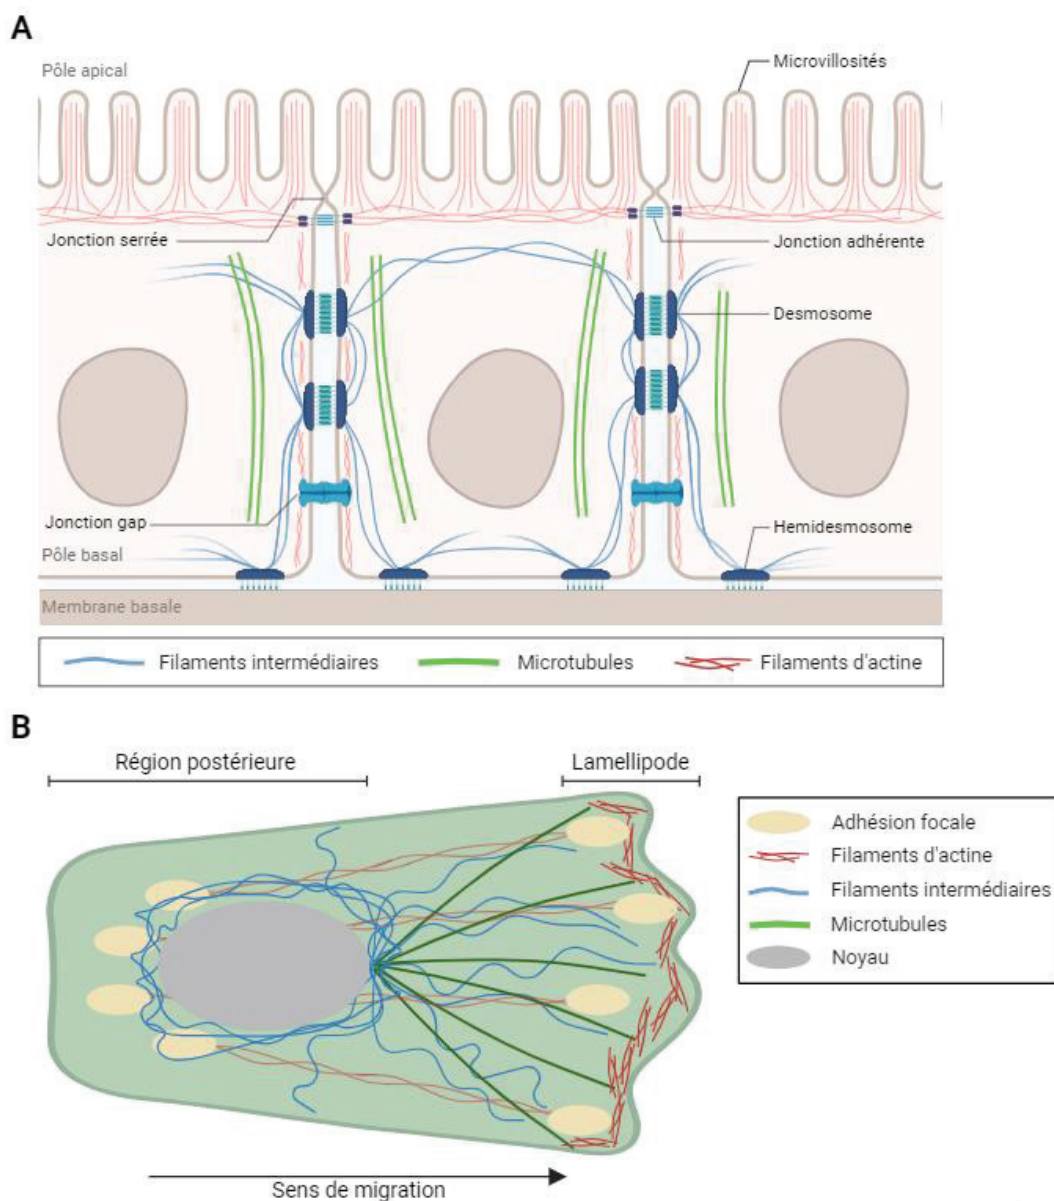 A
Pôle apical
Microvillosités
Jonction serrée
Jonction adhérente
Desmosome
Jonction gap
Hemidesmosome
Pôle basal
Membrane basale
Filaments intermédiaires
Microtubules
Filaments d'actine
B
Région postérieure
Lamellipode
Adhésion focale
Filaments d'actine
Filaments intermédiaires
Microtubules
Noyau
Sens de migration